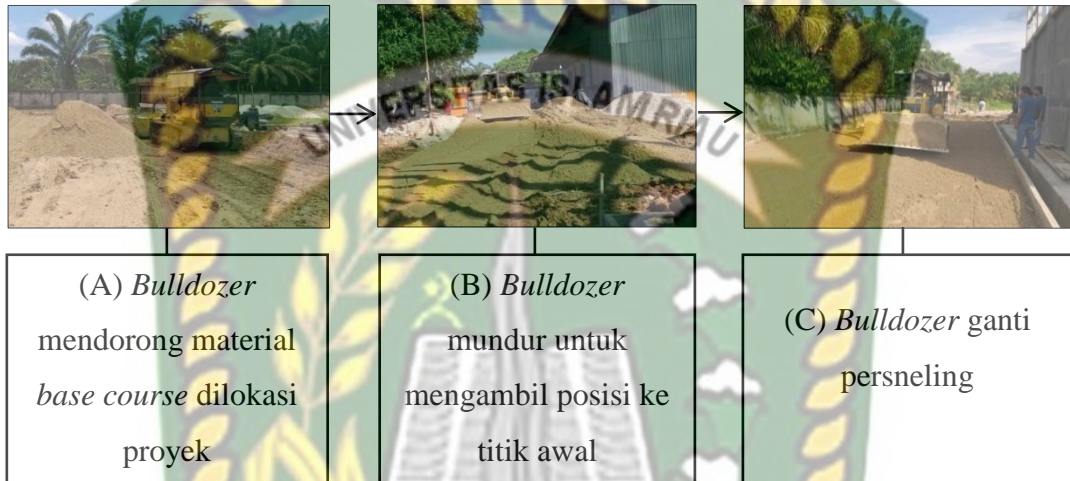 UNIVERSITAS ISLAM RIAU
(A) Bulldozer
mendorong material
base course dilokasi
proyek
(B) Bulldozer
mundur untuk
mengambil posisi ke
titik awal
(C) Bulldozer ganti
persneling